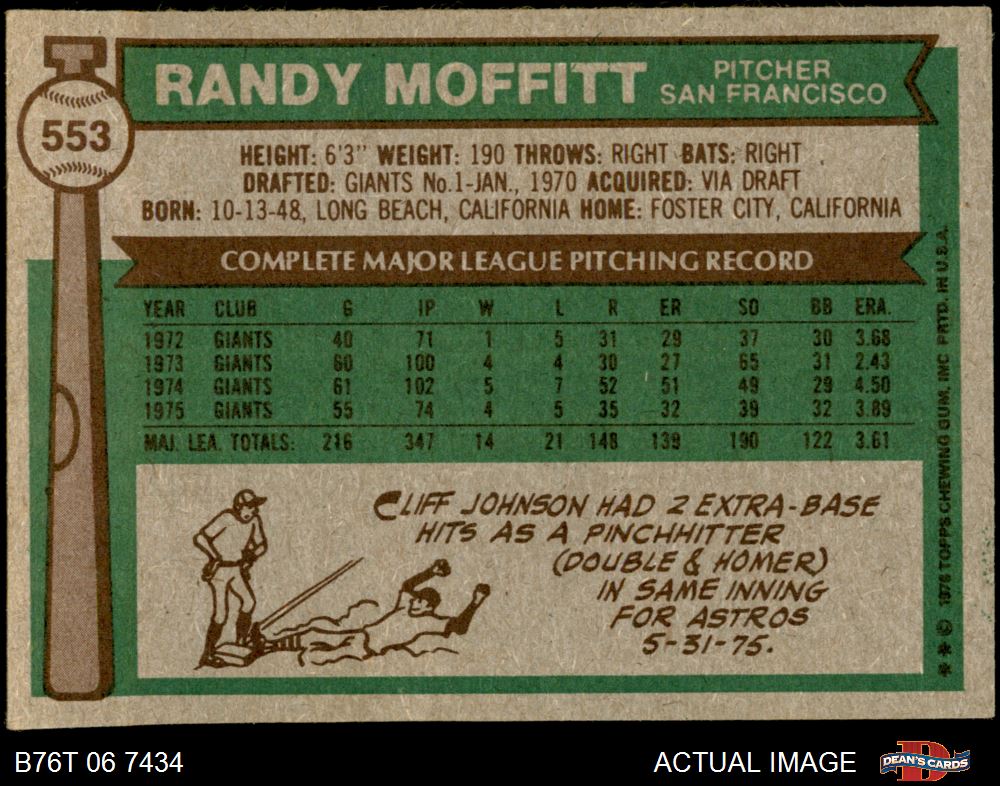 RANDY MOFFITT
PITCHER
SAN FRANCISCO
553
HEIGHT: 6'3" WEIGHT: 190 THROWS: RIGHT BATS: RIGHT
DRAFTED: GIANTS No.1-JAN., 1970 ACQUIRED: VIA DRAFT
BORN: 10-13-48, LONG BEACH, CALIFORNIA HOME: FOSTER CITY, CALIFORNIA
COMPLETE MAJOR LEAGUE PITCHING RECORD
YEAR CLUB G IP W L R ER SO BB ERA.
1972 GIANTS 40 71 1 5 31 29 37 30 3.68
1973 GIANTS 60 100 4 4 30 27 65 31 2.43
1974 GIANTS 61 102 5 7 52 51 49 29 4.50
1975 GIANTS 55 74 4 5 35 32 39 32 3.89
MAJ. LEA. TOTALS: 216 347 14 21 148 139 190 122 3.61
CLIFF JOHNSON HAD 2 EXTRA-BASE
HITS AS A PINCHHITTER
(DOUBLE & HOMER)
IN SAME INNING
FOR ASTROS
5-31-75.
* * © 1976 TOPPS CHEWING GUM, INC PRTD. IN U.S.A.
B76T 06 7434
ACTUAL IMAGE
D
DEAN'S CARDS